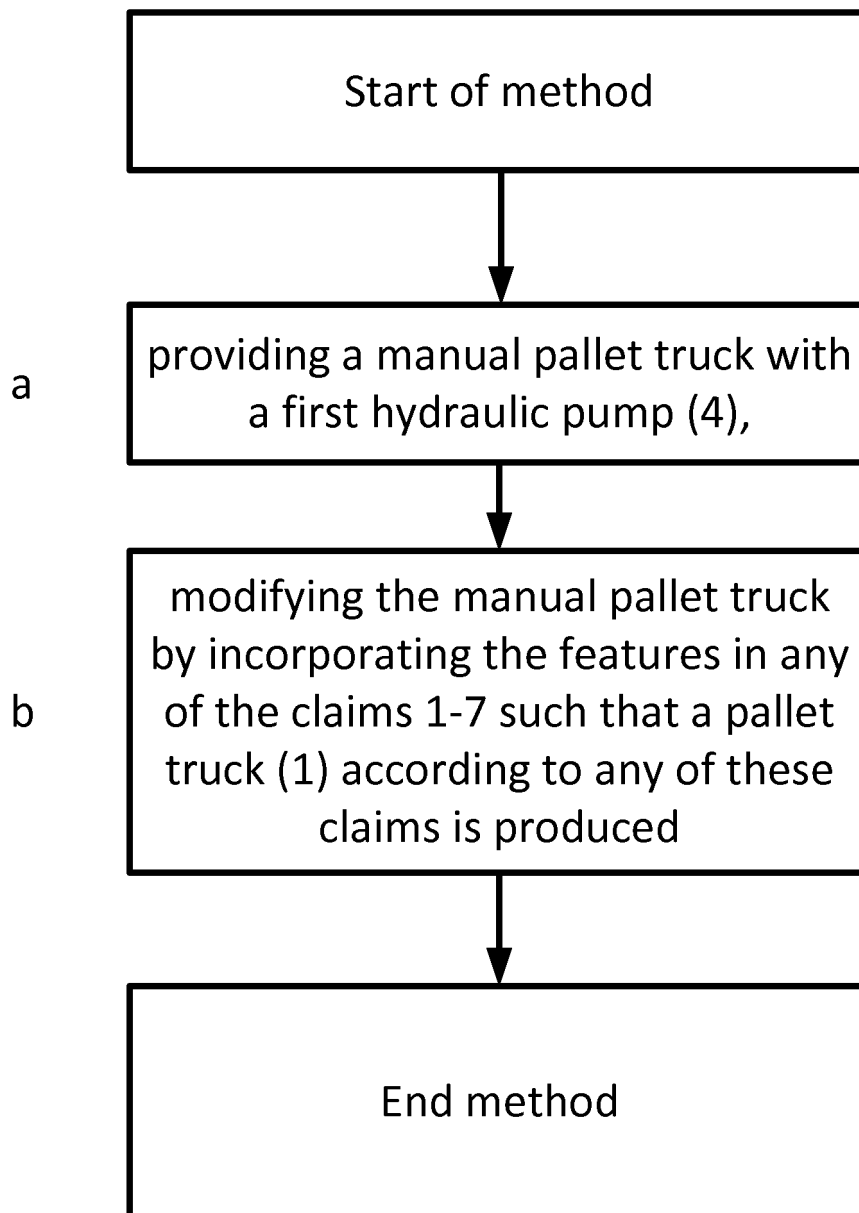 Start of method
a
providing a manual pallet truck with
a first hydraulic pump (4),
b
modifying the manual pallet truck
by incorporating the features in any
of the claims 1-7 such that a pallet
truck (1) according to any of these
claims is produced
End method